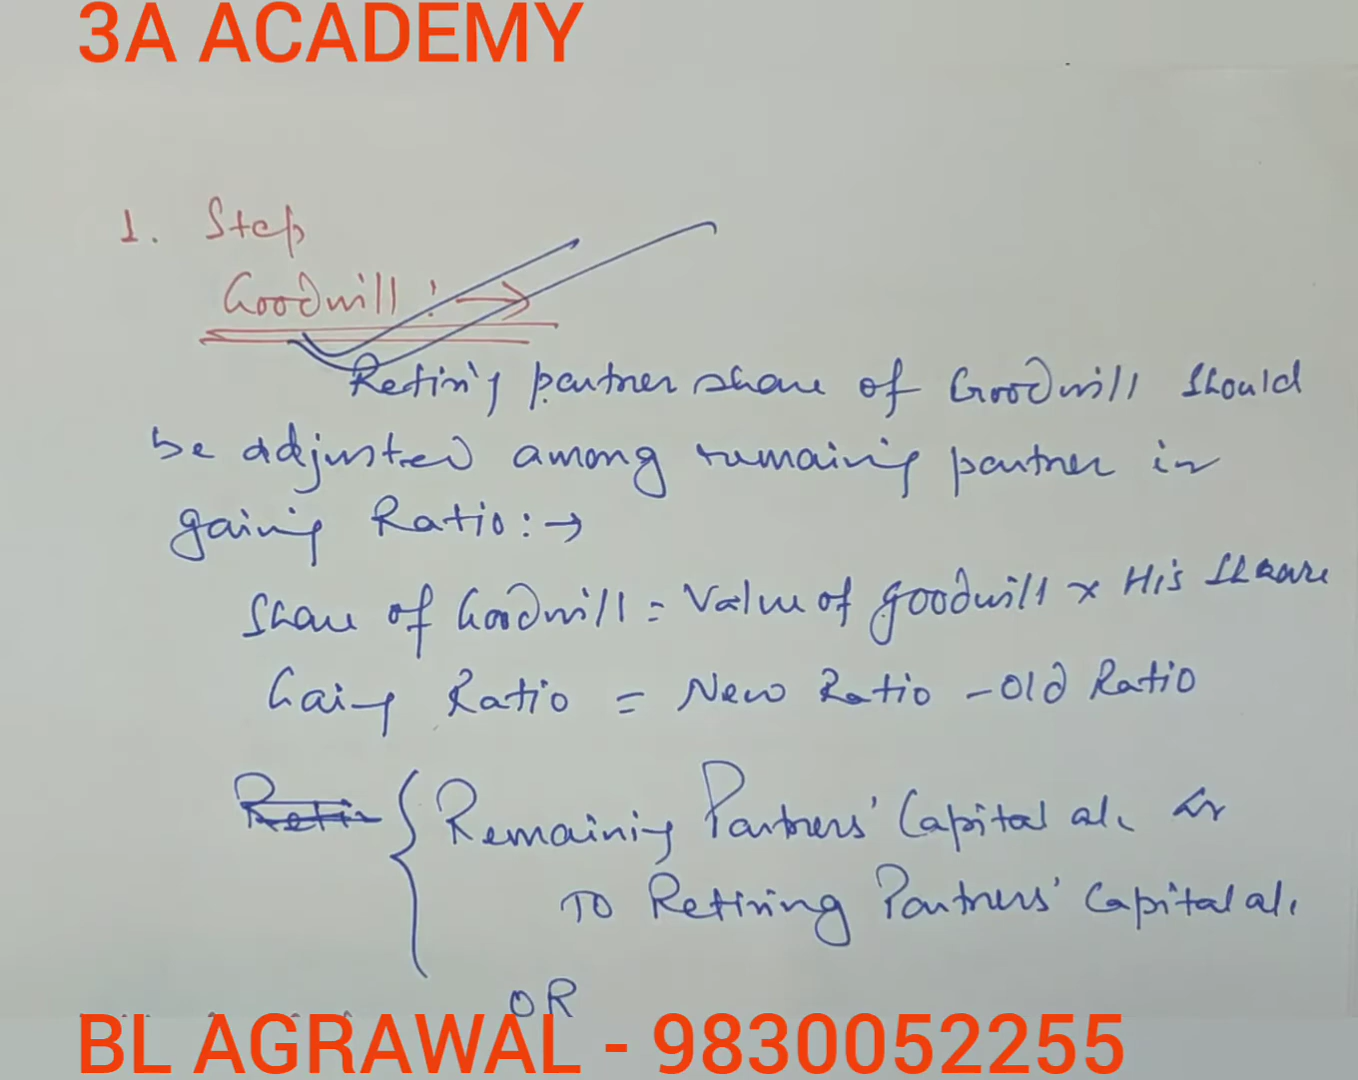 3A ACADEMY
1. Step
Goodwill : →
Retiring partner share of Goodwill should
be adjusted among remaining partner in
gaining Ratio :→
Share of Goodwill = Value of goodwill × His Share
Gaing Ratio = New Ratio - Old Ratio
Retir { Remaining Partners' Capital a/c Dr
To Retiring Partners' Capital a/c
OR
BL AGRAWAL - 9830052255